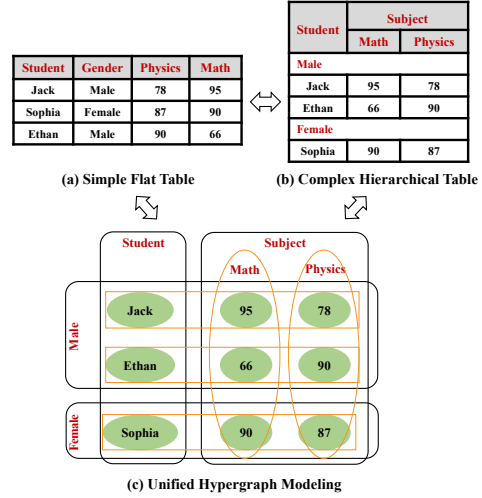 Student Gender Physics Math
Jack Male 78 95
Sophia Female 87 90
Ethan Male 90 66
(a) Simple Flat Table
Student Subject
Math Physics
Male
Jack 95 78
Ethan 66 90
Female
Sophia 90 87
(b) Complex Hierarchical Table
Student Subject
Math Physics
Male
Jack 95 78
Ethan 66 90
Female
Sophia 90 87
(c) Unified Hypergraph Modeling